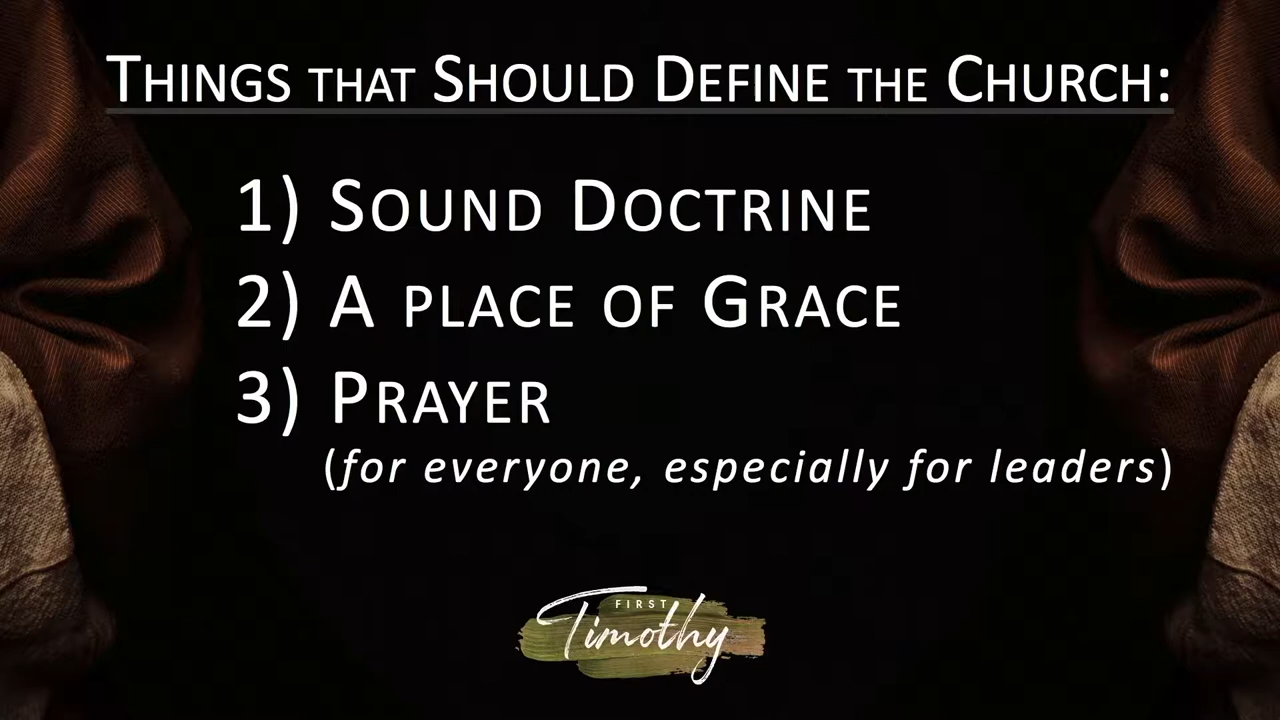 Things that Should Define the Church:
1) Sound Doctrine
2) A place of Grace
3) Prayer
(for everyone, especially for leaders)
FIRST
Timothy